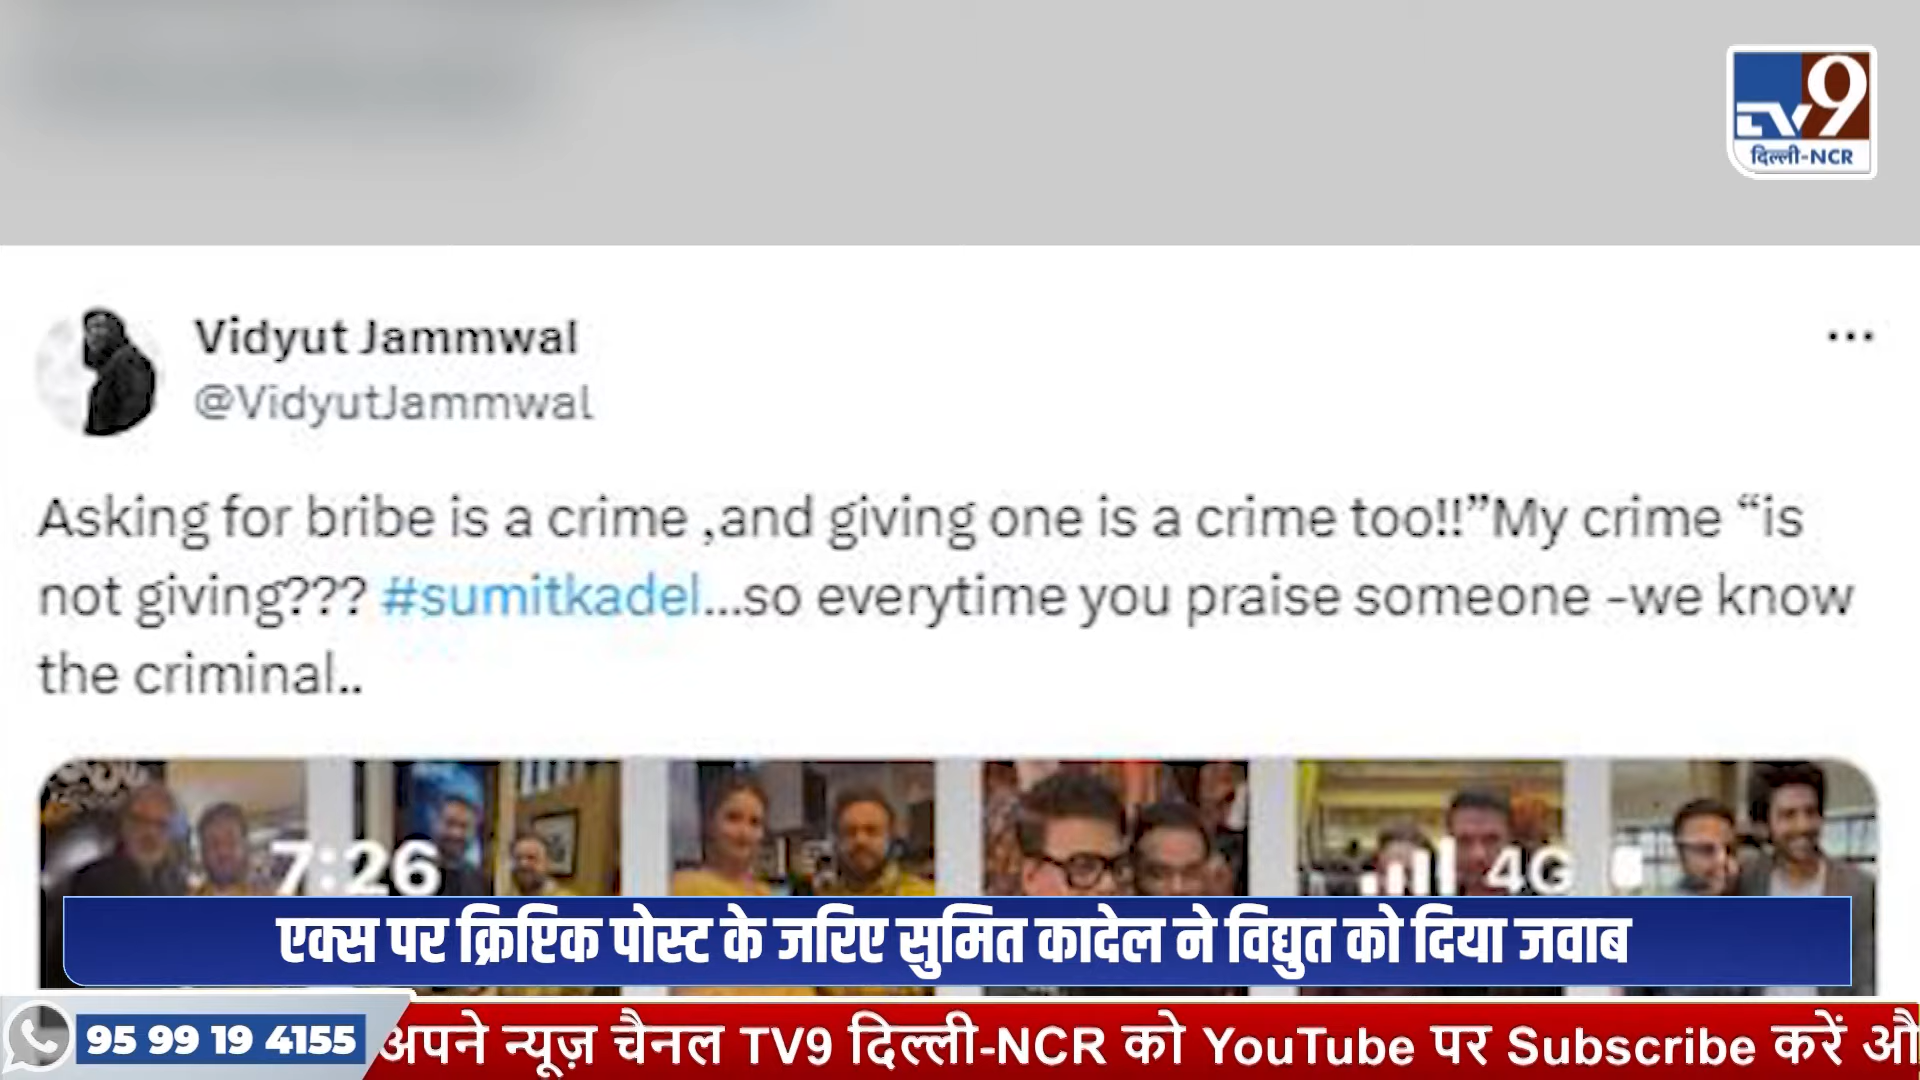 TV9
दिल्ली-NCR
Vidyut Jammwal
@VidyutJammwal
Asking for bribe is a crime ,and giving one is a crime too!!”My crime “is
not giving??? #sumitkadel...so everytime you praise someone -we know
the criminal..
7:26
4G
एक्स पर क्रिप्टिक पोस्ट के जरिए सुमित कादेल ने विद्युत को दिया जवाब
95 99 19 4155
अपने न्यूज़ चैनल TV9 दिल्ली-NCR को YouTube पर Subscribe करें औ